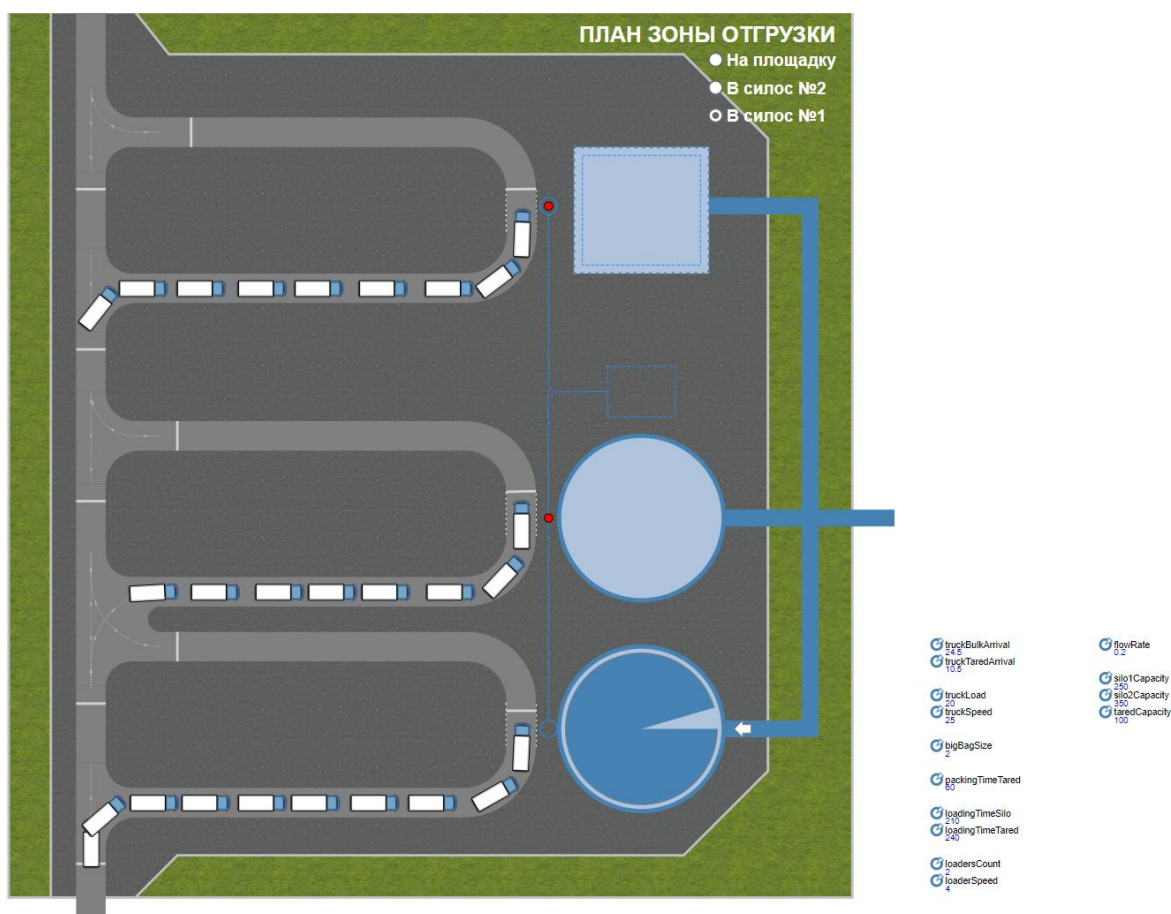 ПЛАН ЗОНЫ ОТГРУЗКИ
На площадку
В силос №2
В силос №1
truckBulkArrival
24.5
truckTaredArrival
10.5
truckLoad
20
truckSpeed
25
bigBagSize
2
packingTimeTared
60
loadingTimeSilo
210
loadingTimeTared
240
loadersCount
2
loaderSpeed
4
flowRate
0.2
silo1Capacity
250
silo2Capacity
350
taredCapacity
100